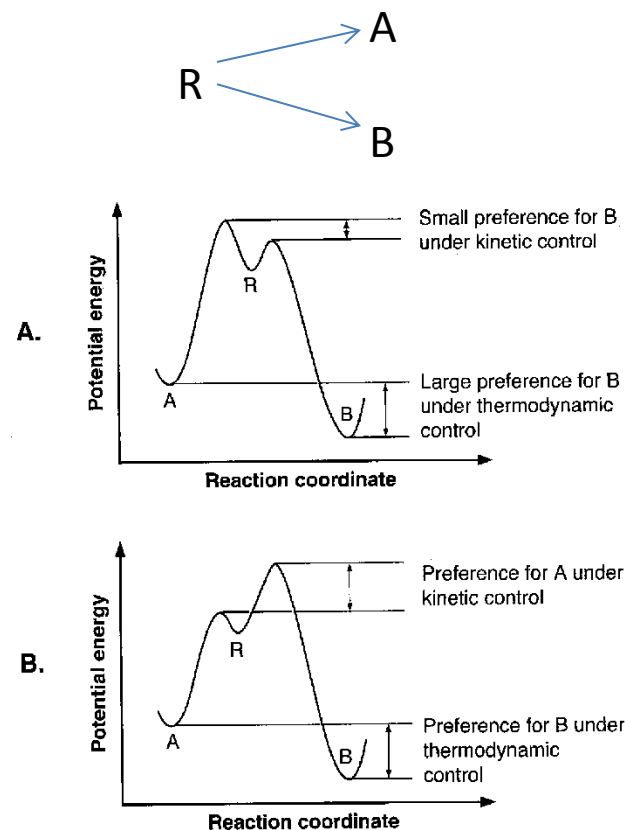 A
R
B
Small preference for B
under kinetic control
R
A.
Potential energy
A
Large preference for B
under thermodynamic
control
B
Reaction coordinate
Preference for A under
kinetic control
R
B.
Potential energy
A
Preference for B under
thermodynamic
control
B
Reaction coordinate